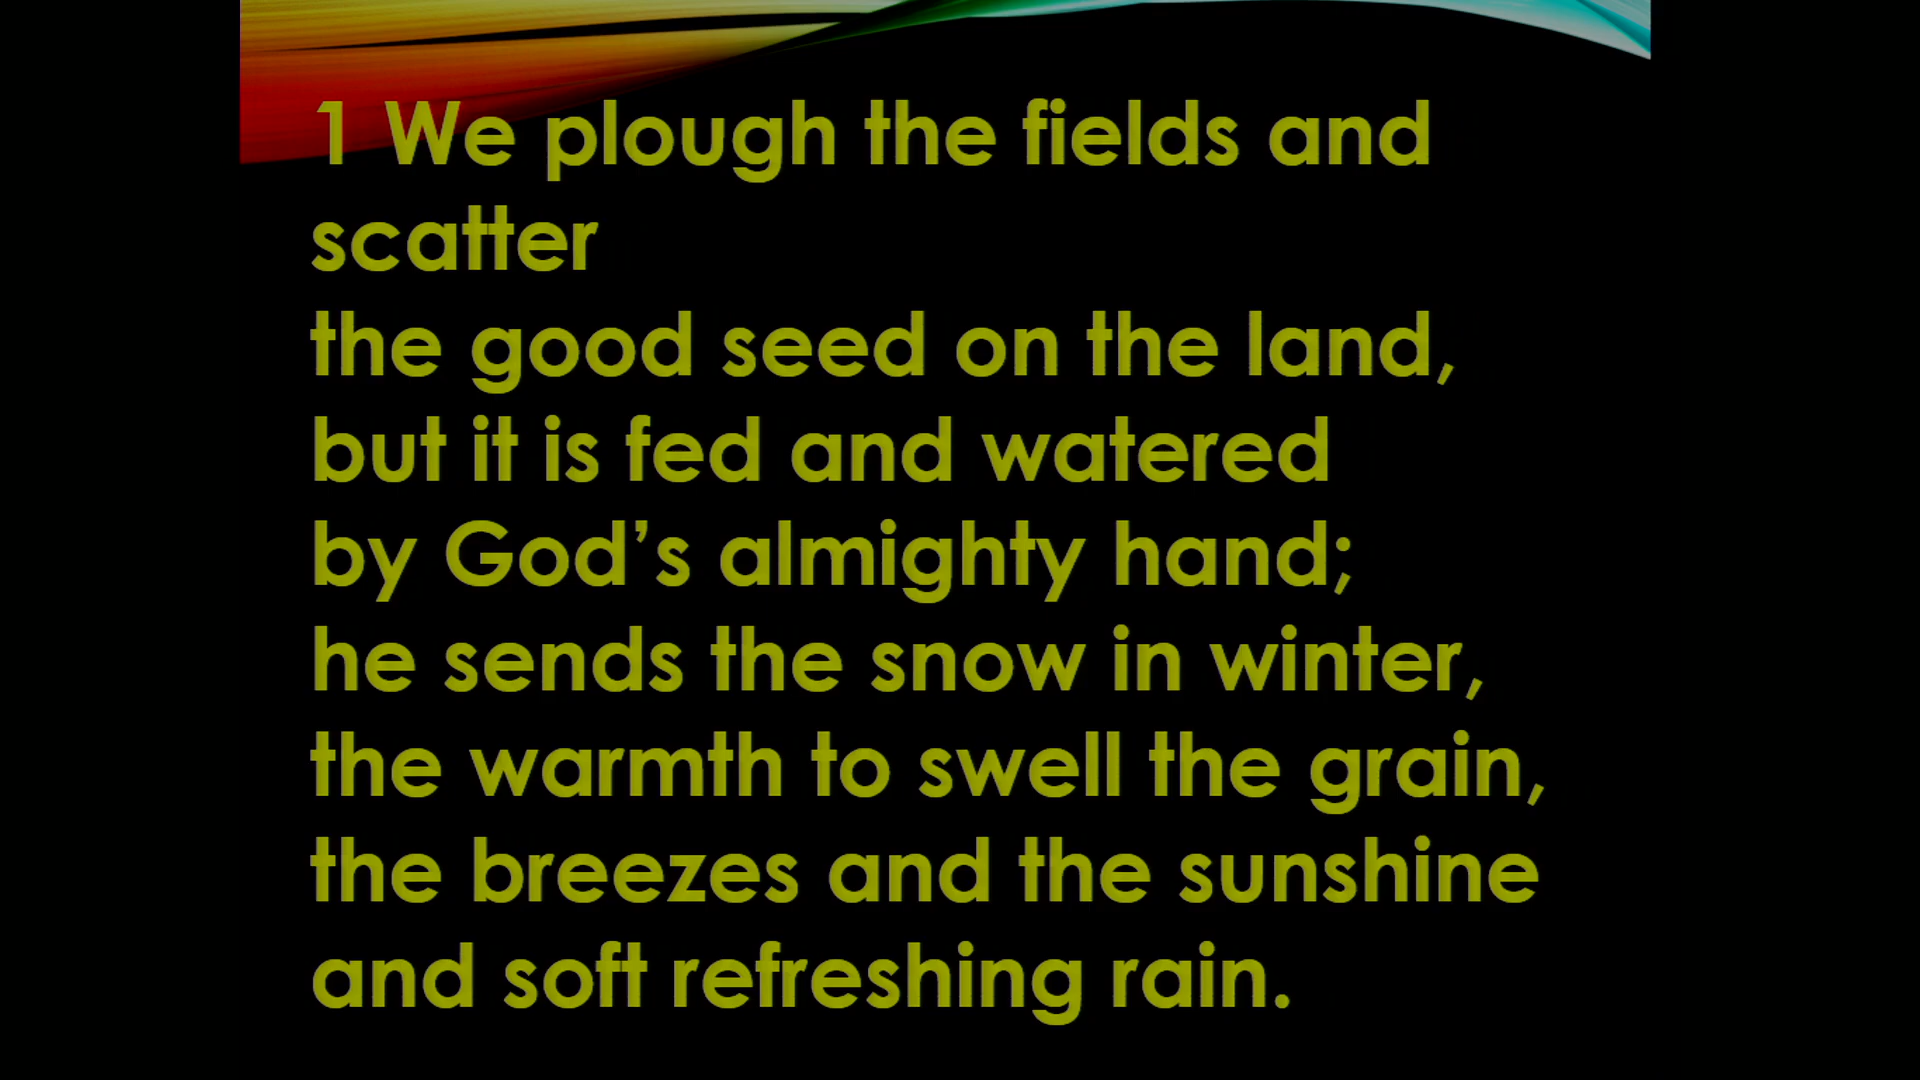 1 We plough the fields and
scatter
the good seed on the land,
but it is fed and watered
by God’s almighty hand;
he sends the snow in winter,
the warmth to swell the grain,
the breezes and the sunshine
and soft refreshing rain.